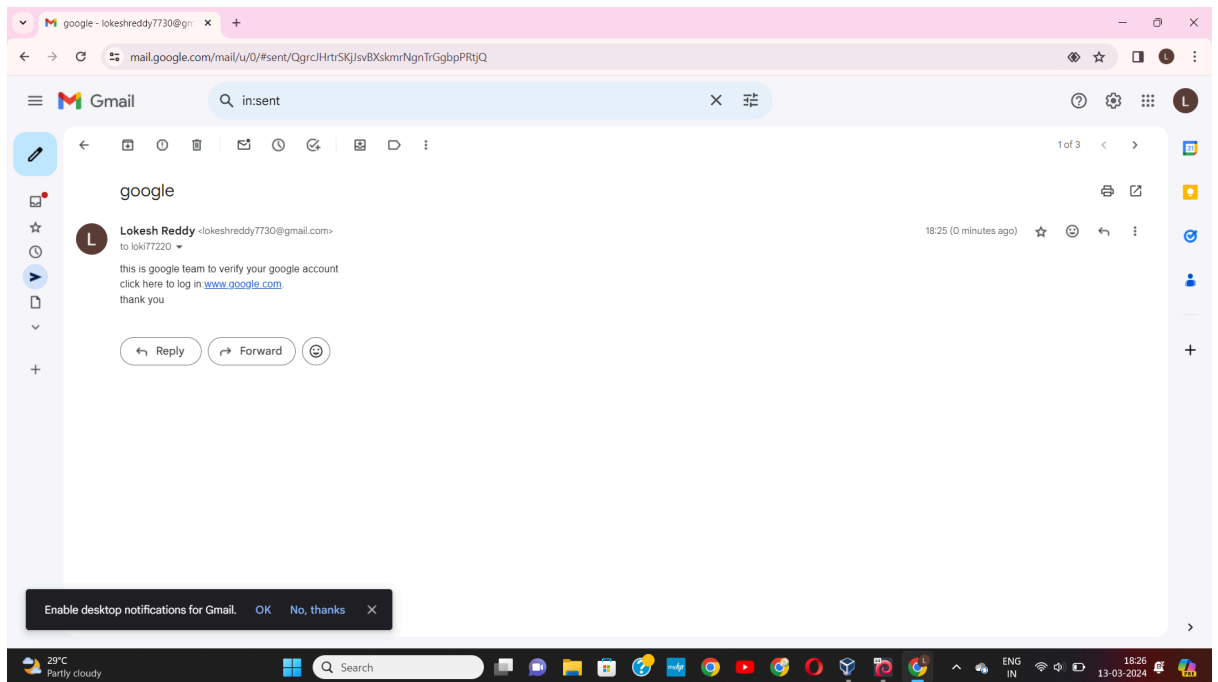 google - lokeshreddy7730@gm
mail.google.com/mail/u/0/#sent/QgrcJHrtrSKjJsvBXskmrNgnTrGgbpPRtjQ
L
Gmail
in:sent
L
1 of 3
31
google
L
Lokesh Reddy <lokeshreddy7730@gmail.com>
18:25 (0 minutes ago)
to loki77220
this is google team to verify your google account
click here to log in:www.google.com.
thank you
Reply
Forward
Enable desktop notifications for Gmail. OK No, thanks
29°C
Partly cloudy
Search
ENG
IN
18:26
13-03-2024